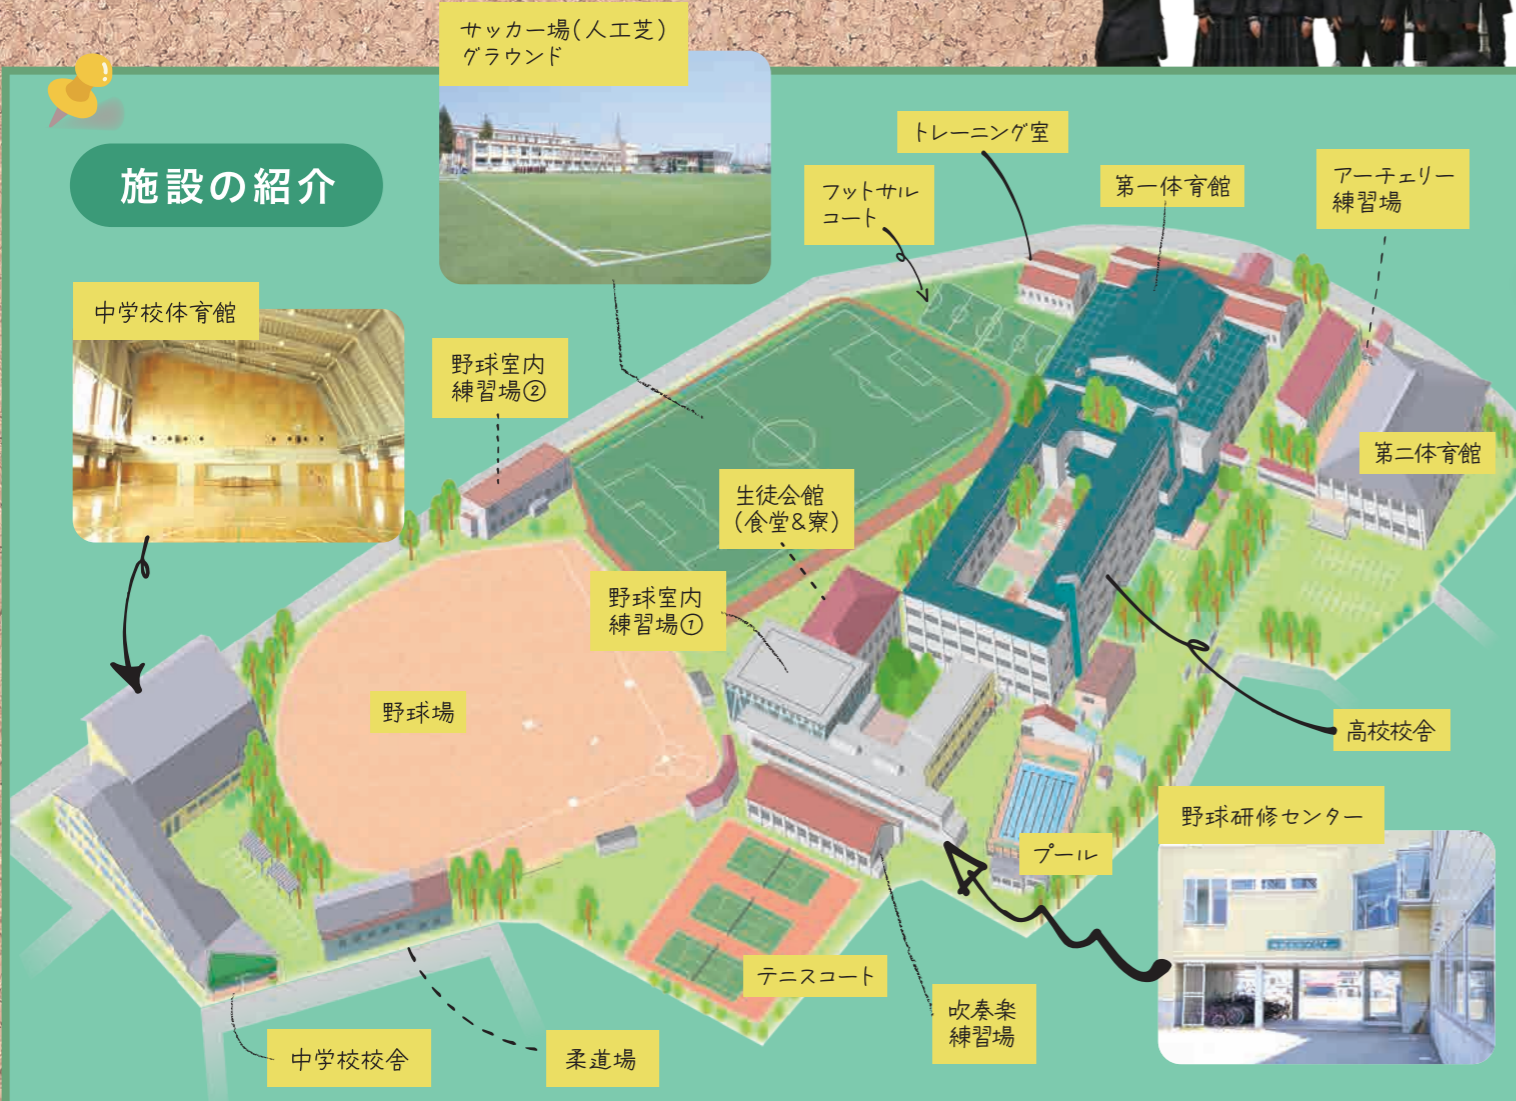 施設の紹介
サッカー場(人工芝)
グラウンド
トレーニング室
フットサル
コート
第一体育館
アーチェリー
練習場
中学校体育館
野球室内
練習場②
第二体育館
生徒会館
(食堂&寮)
野球室内
練習場①
野球場
高校校舎
野球研修センター
プール
テニスコート
吹奏楽
練習場
中学校校舎
柔道場